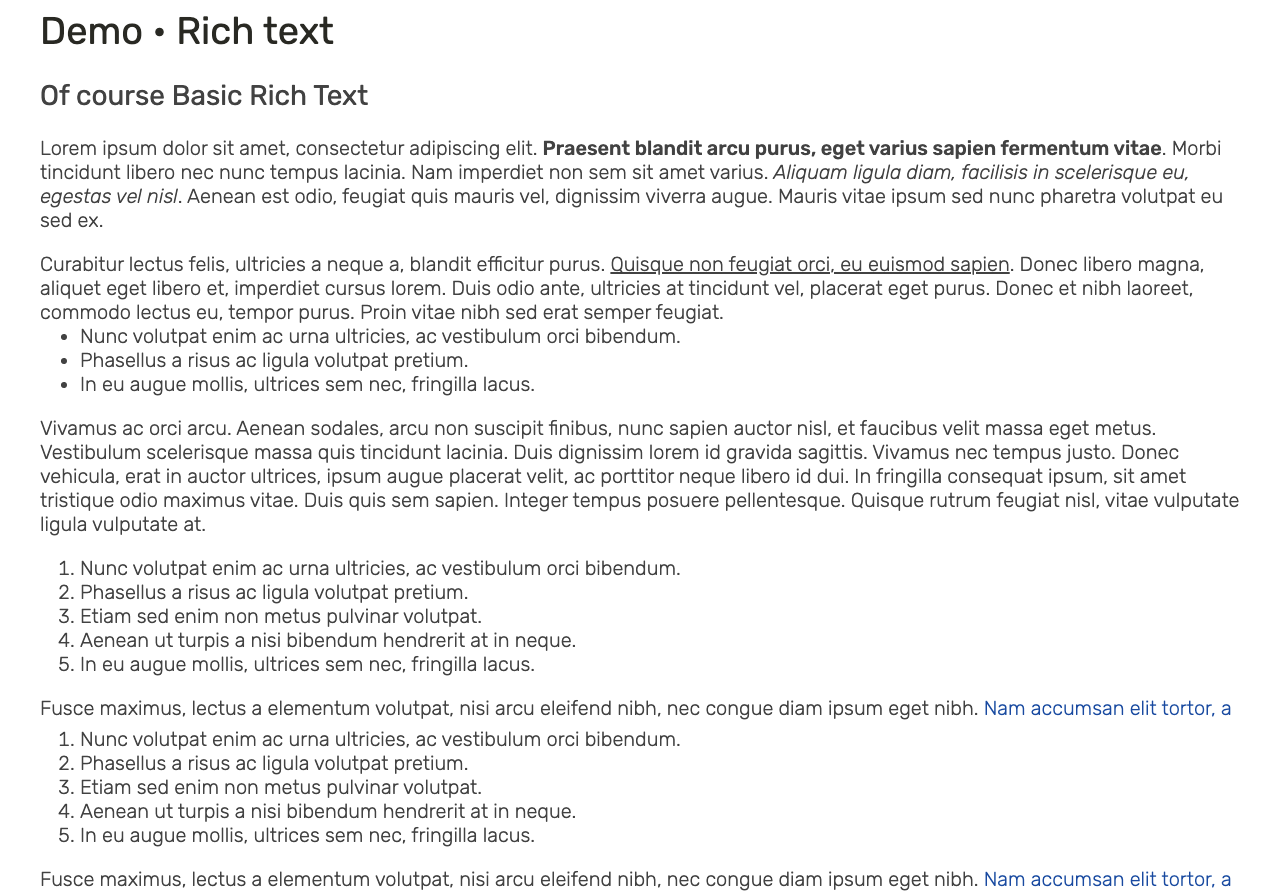 Demo • Rich text
Of course Basic Rich Text
Lorem ipsum dolor sit amet, consectetur adipiscing elit. Praesent blandit arcu purus, eget varius sapien fermentum vitae. Morbi
tincidunt libero nec nunc tempus lacinia. Nam imperdiet non sem sit amet varius. Aliquam ligula diam, facilisis in scelerisque eu,
egestas vel nisl. Aenean est odio, feugiat quis mauris vel, dignissim viverra augue. Mauris vitae ipsum sed nunc pharetra volutpat eu
sed ex.
Curabitur lectus felis, ultricies a neque a, blandit efficitur purus. Quisque non feugiat orci, eu euismod sapien. Donec libero magna,
aliquet eget libero et, imperdiet cursus lorem. Duis odio ante, ultricies at tincidunt vel, placerat eget purus. Donec et nibh laoreet,
commodo lectus eu, tempor purus. Proin vitae nibh sed erat semper feugiat.
• Nunc volutpat enim ac urna ultricies, ac vestibulum orci bibendum.
• Phasellus a risus ac ligula volutpat pretium.
• In eu augue mollis, ultrices sem nec, fringilla lacus.
Vivamus ac orci arcu. Aenean sodales, arcu non suscipit finibus, nunc sapien auctor nisl, et faucibus velit massa eget metus.
Vestibulum scelerisque massa quis tincidunt lacinia. Duis dignissim lorem id gravida sagittis. Vivamus nec tempus justo. Donec
vehicula, erat in auctor ultrices, ipsum augue placerat velit, ac porttitor neque libero id dui. In fringilla consequat ipsum, sit amet
tristique odio maximus vitae. Duis quis sem sapien. Integer tempus posuere pellentesque. Quisque rutrum feugiat nisl, vitae vulputate
ligula vulputate at.
1. Nunc volutpat enim ac urna ultricies, ac vestibulum orci bibendum.
2. Phasellus a risus ac ligula volutpat pretium.
3. Etiam sed enim non metus pulvinar volutpat.
4. Aenean ut turpis a nisi bibendum hendrerit at in neque.
5. In eu augue mollis, ultrices sem nec, fringilla lacus.
Fusce maximus, lectus a elementum volutpat, nisi arcu eleifend nibh, nec congue diam ipsum eget nibh. Nam accumsan elit tortor, a
1. Nunc volutpat enim ac urna ultricies, ac vestibulum orci bibendum.
2. Phasellus a risus ac ligula volutpat pretium.
3. Etiam sed enim non metus pulvinar volutpat.
4. Aenean ut turpis a nisi bibendum hendrerit at in neque.
5. In eu augue mollis, ultrices sem nec, fringilla lacus.
Fusce maximus, lectus a elementum volutpat, nisi arcu eleifend nibh, nec congue diam ipsum eget nibh. Nam accumsan elit tortor, a